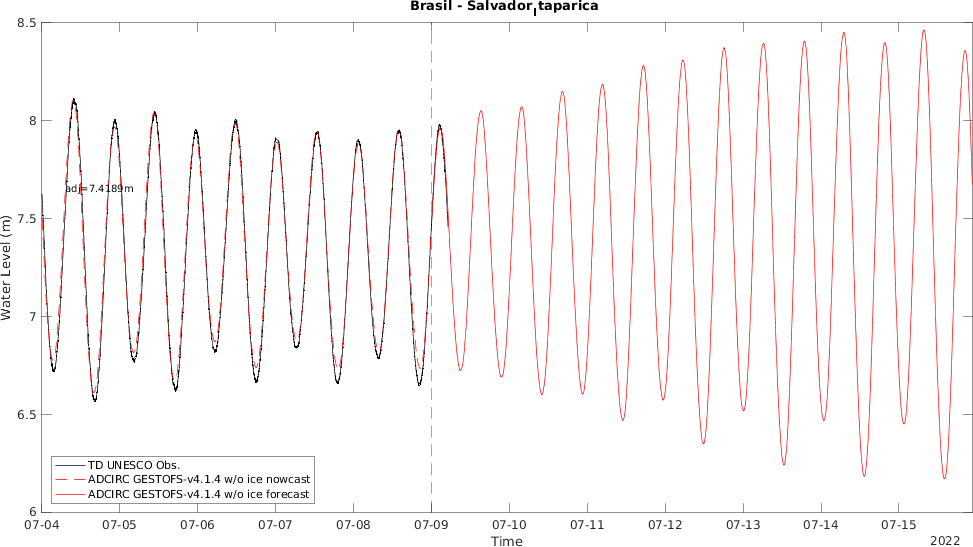 Brasil - Salvador_Itaparica
8.5
8
7.5
7
6.5
6
Water Level (m)
adj=7.4189m
TD UNESCO Obs.
ADCIRC GESTOFS-v4.1.4 w/o ice nowcast
ADCIRC GESTOFS-v4.1.4 w/o ice forecast
07-04 07-05 07-06 07-07 07-08 07-09 07-10 07-11 07-12 07-13 07-14 07-15
Time
2022